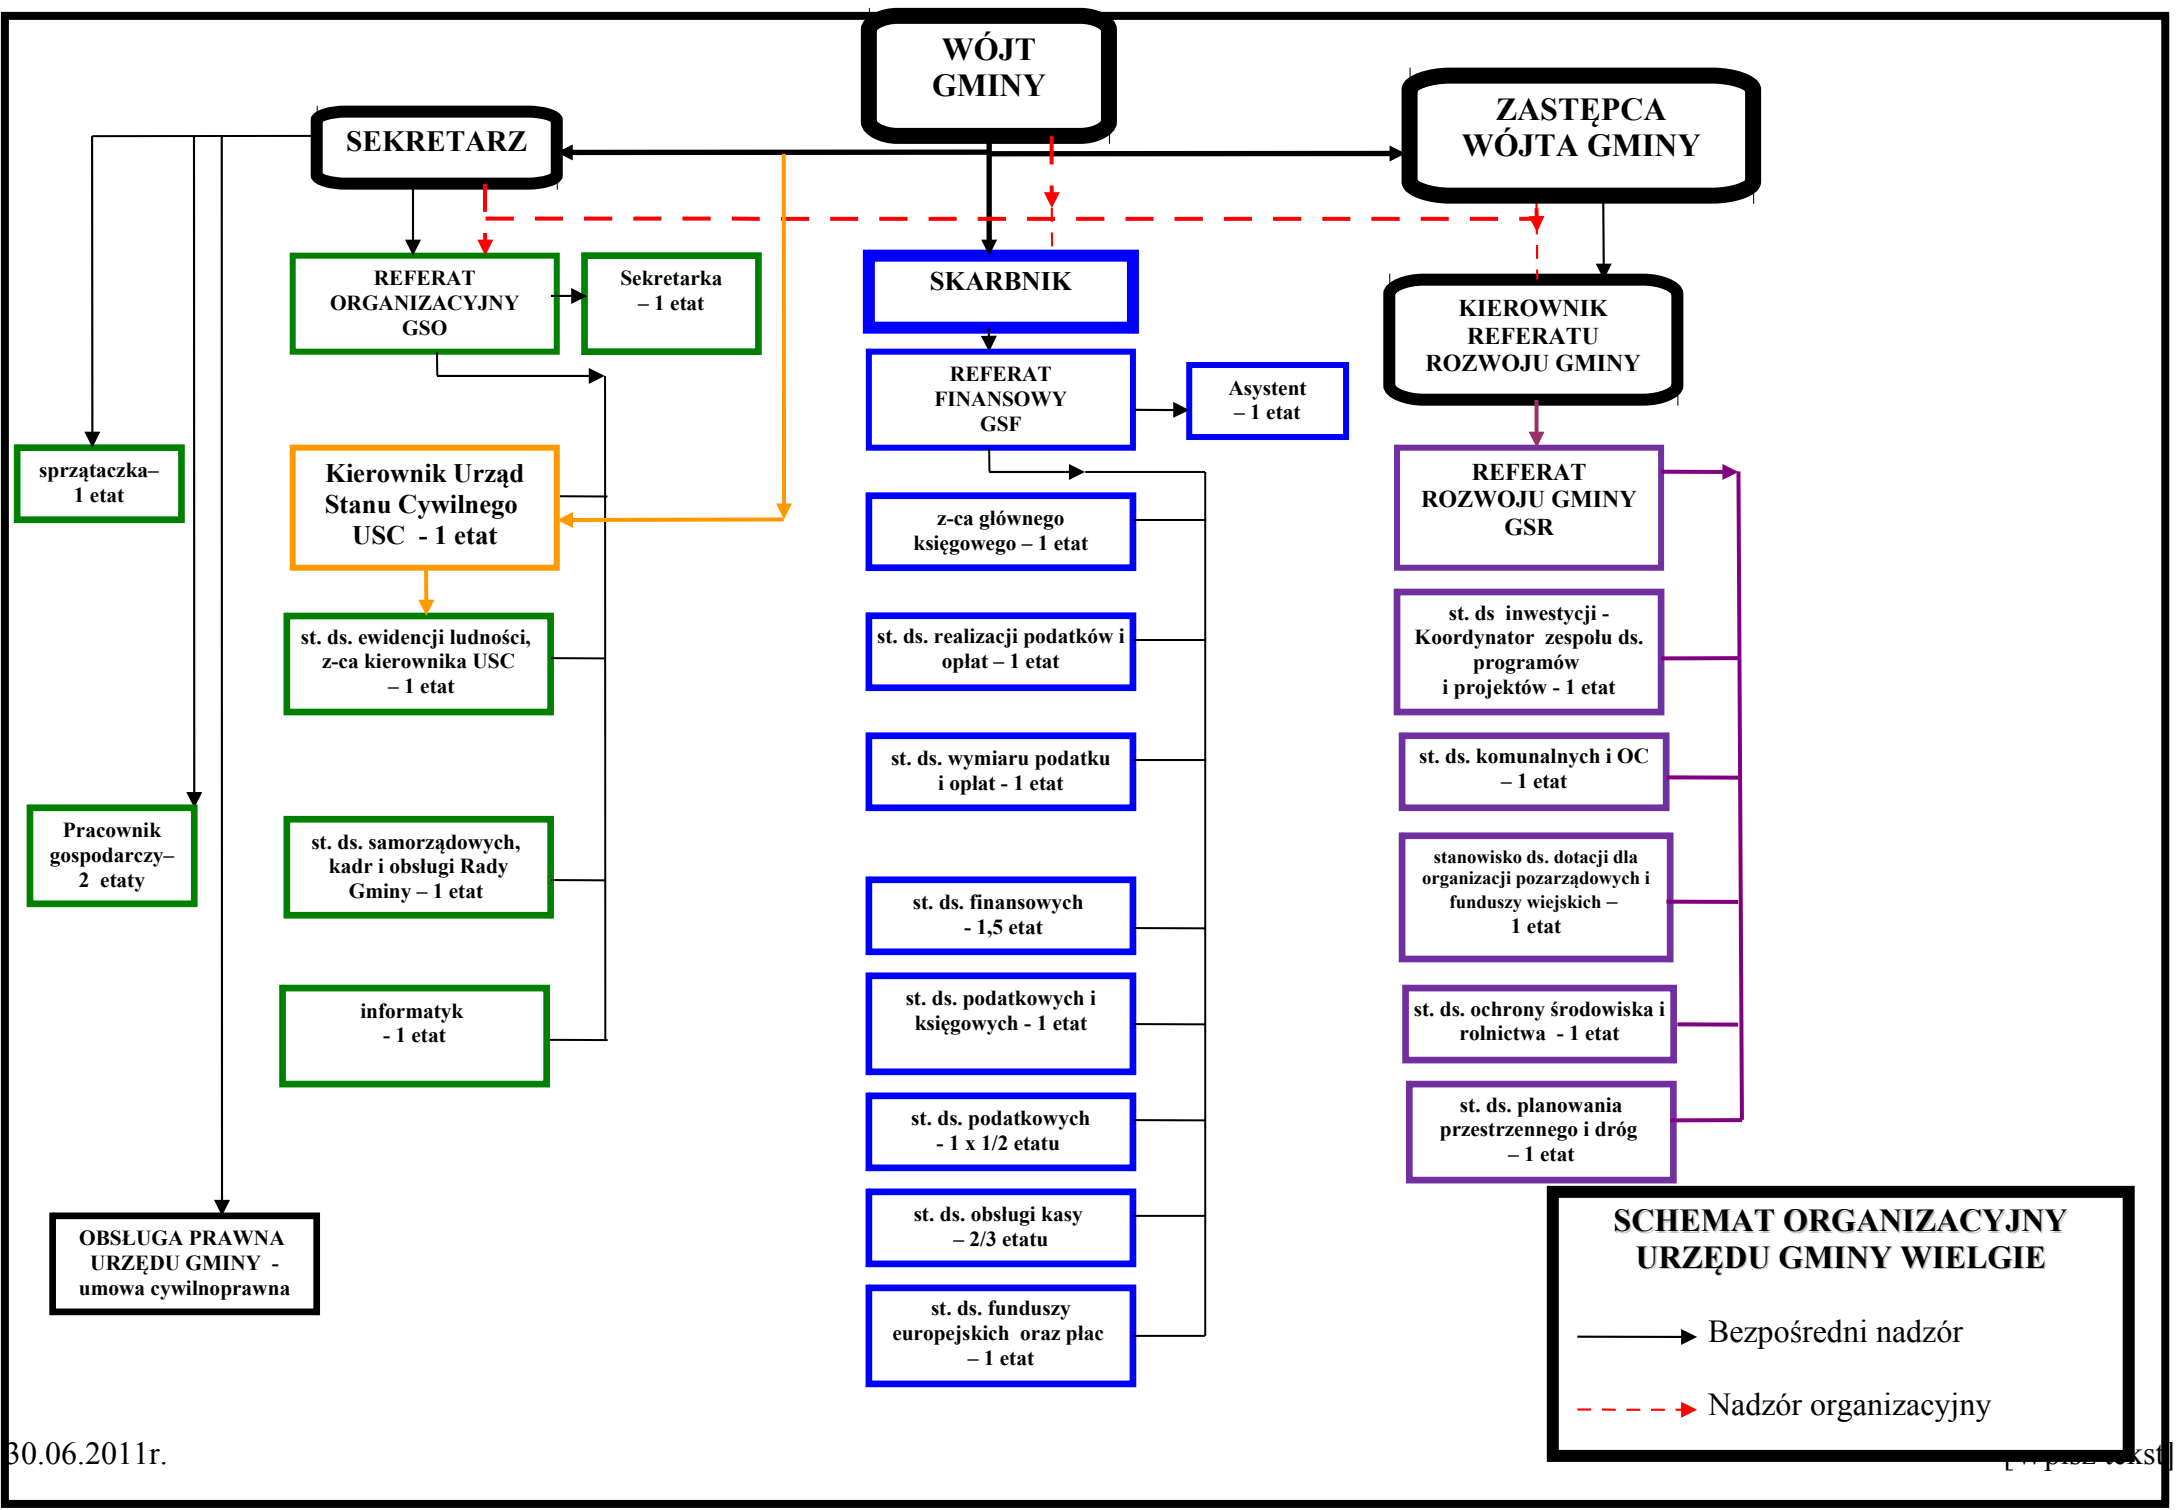 WÓJT
GMINY
ZASTĘPCA
WÓJTA GMINY
SEKRETARZ
REFERAT
ORGANIZACYJNY
GSO
Sekretarka
– 1 etat
SKARBNIK
KIEROWNIK
REFERATU
ROZWOJU GMINY
REFERAT
FINANSOWY
GSF
Asystent
– 1 etat
sprzątaczka–
1 etat
Kierownik Urząd
Stanu Cywilnego
USC - 1 etat
REFERAT
ROZWOJU GMINY
GSR
z-ca głównego
księgowego – 1 etat
st. ds. ewidencji ludności,
z-ca kierownika USC
– 1 etat
st. ds. realizacji podatków i
opłat – 1 etat
st. ds inwestycji -
Koordynator zespołu ds.
programów
i projektów - 1 etat
st. ds. wymiaru podatku
i opłat - 1 etat
st. ds. komunalnych i OC
– 1 etat
Pracownik
gospodarczy–
2 etaty
st. ds. samorządowych,
kadr i obsługi Rady
Gminy – 1 etat
stanowisko ds. dotacji dla
organizacji pozarządowych i
funduszy wiejskich –
1 etat
st. ds. finansowych
- 1,5 etat
informatyk
- 1 etat
st. ds. podatkowych i
księgowych - 1 etat
st. ds. ochrony środowiska i
rolnictwa - 1 etat
st. ds. podatkowych
- 1 x 1/2 etatu
st. ds. planowania
przestrzennego i dróg
– 1 etat
OBSŁUGA PRAWNA
URZĘDU GMINY -
umowa cywilnoprawna
st. ds. obsługi kasy
– 2/3 etatu
st. ds. funduszy
europejskich oraz płac
– 1 etat
SCHEMAT ORGANIZACYJNY
URZĘDU GMINY WIELGIE
Bezpośredni nadzór
Nadzór organizacyjny
30.06.2011r.
[Wpisz tekst]